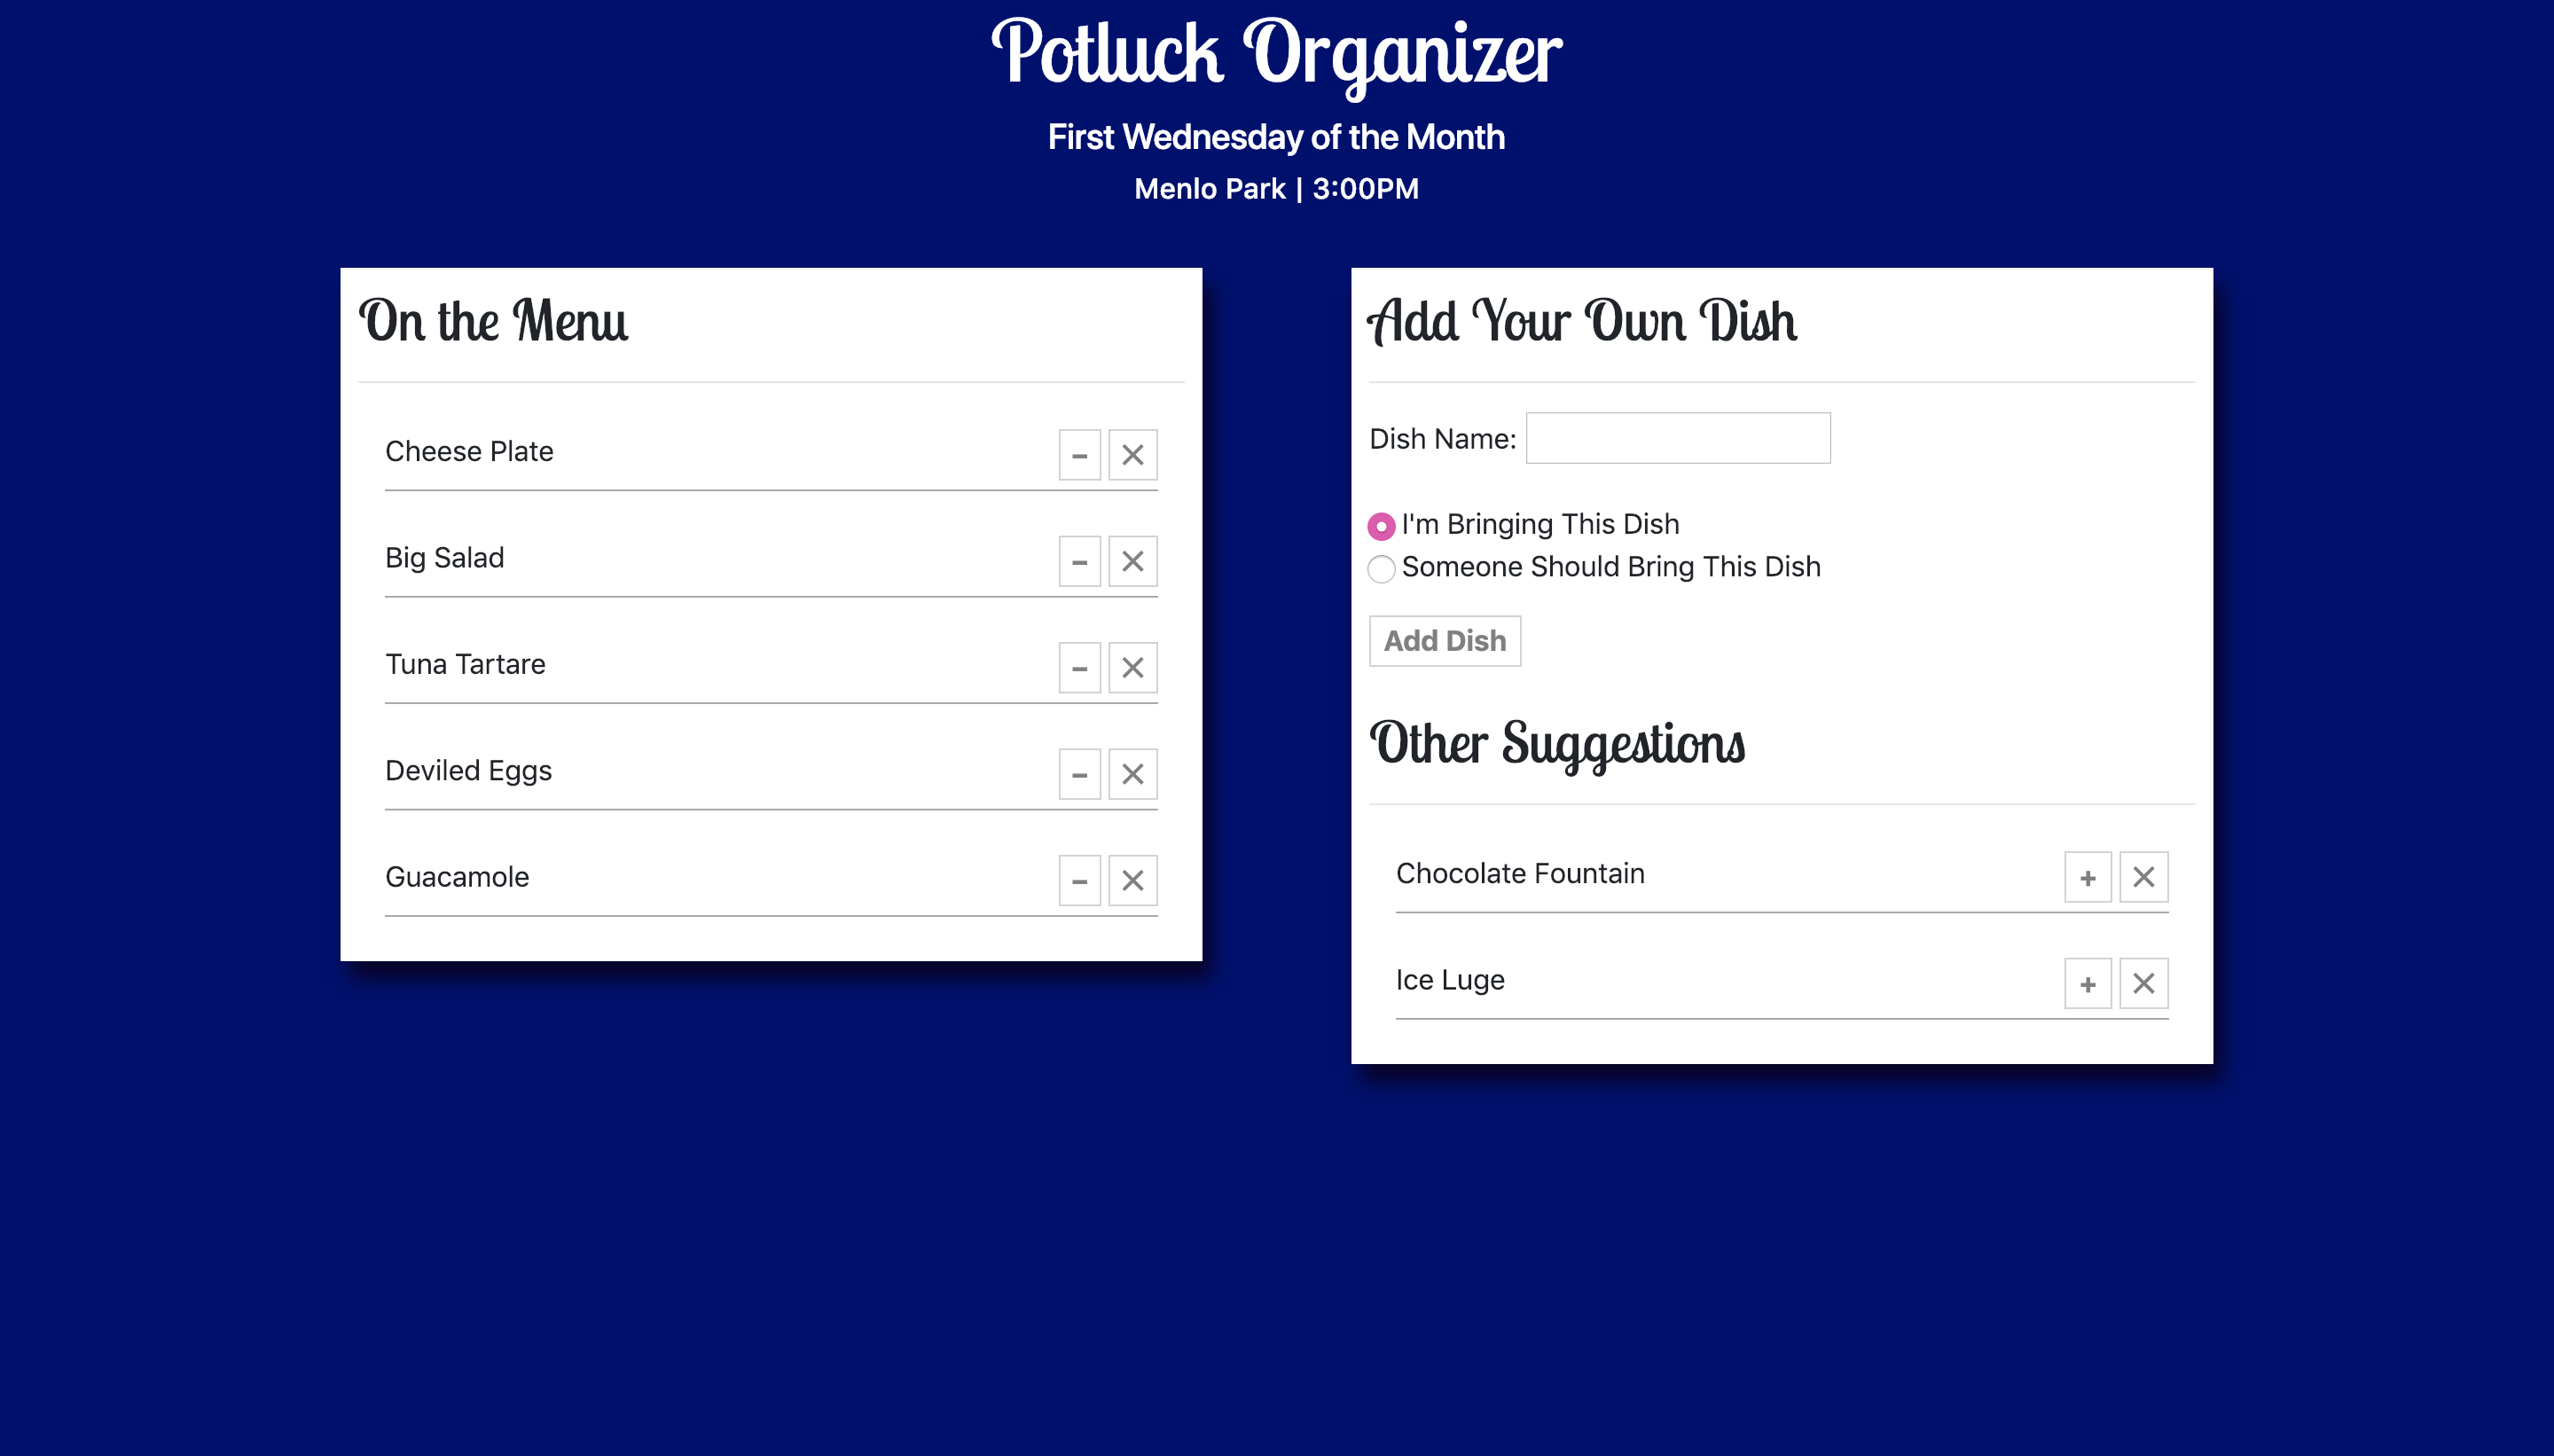 Potluck Organizer
First Wednesday of the Month
Menlo Park | 3:00PM
On the Menu
Cheese Plate
Big Salad
Tuna Tartare
Deviled Eggs
Guacamole
Add Your Own Dish
Dish Name:
I'm Bringing This Dish
Someone Should Bring This Dish
Add Dish
Other Suggestions
Chocolate Fountain
Ice Luge